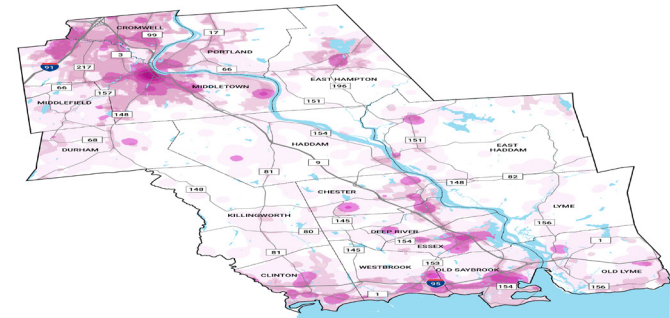 CROMWELL
99
17
3
PORTLAND
91
217
66
EAST HAMPTON
196
66
157
MIDDLETOWN
MIDDLEFIELD
151
148
154
68
151
DURHAM
HADDAM
EAST
HADDAM
9
81
82
148
148
CHESTER
LYME
KILLINGWORTH
145
156
80
DEEP RIVER
154
ESSEX
1
81
145
153
WESTBROOK
OLD SAYBROOK
OLD LYME
CLINTON
95
154
156
1